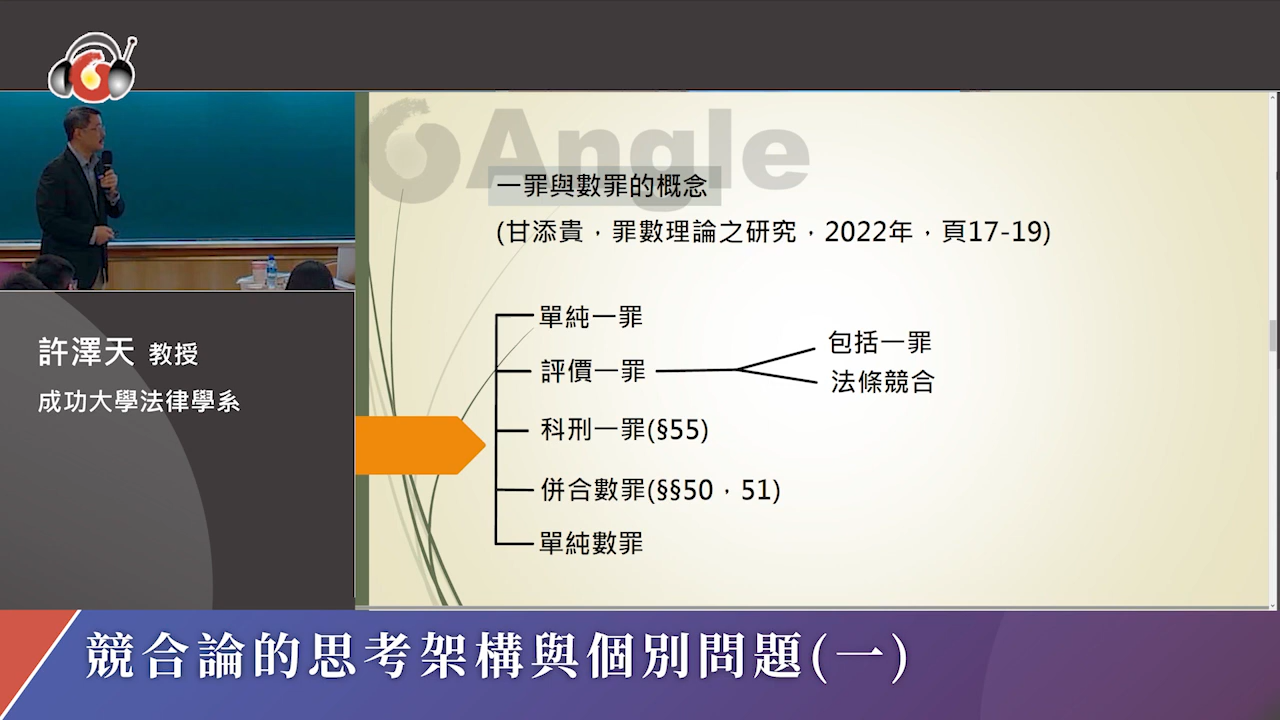 Angle
一罪與數罪的概念
(甘添貴，罪數理論之研究，2022年，頁17-19)
單純一罪
評價一罪
包括一罪
法條競合
科刑一罪(§55)
併合數罪(§§50，51)
單純數罪
許澤天 教授
成功大學法律學系
競合論的思考架構與個別問題(一)